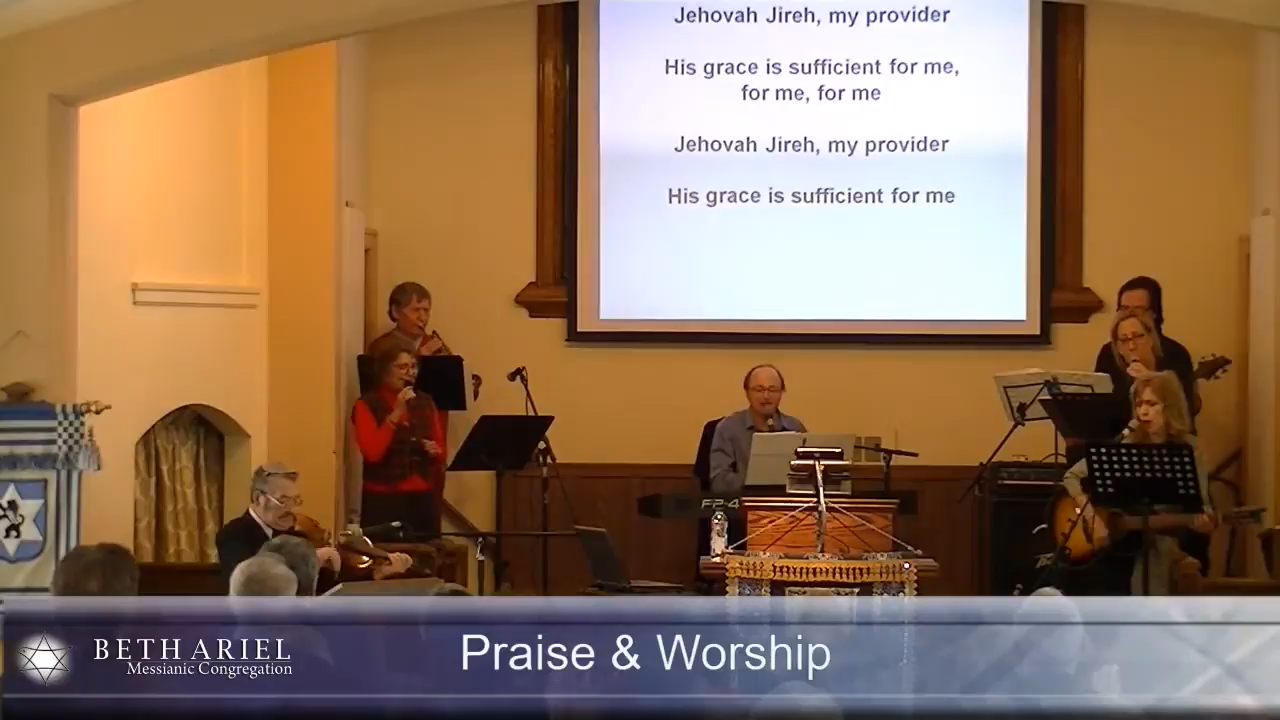 Jehovah Jireh, my provider
His grace is sufficient for me,
for me, for me
Jehovah Jireh, my provider
His grace is sufficient for me
BETH ARIEL
Messianic Congregation
Praise & Worship